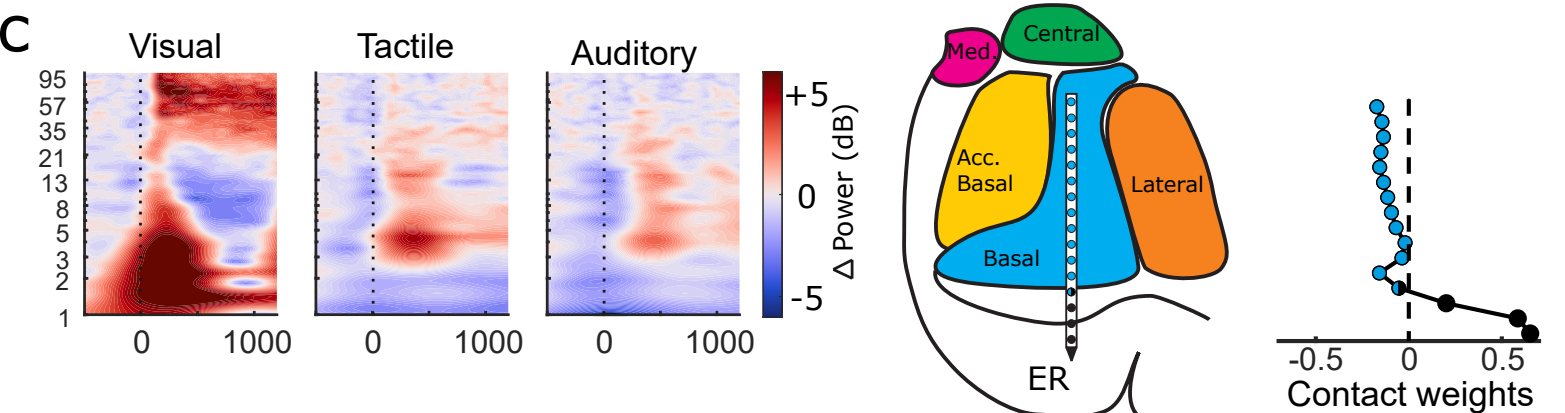 C
Visual
Tactile
Auditory
95
57
35
21
13
8
5
3
2
1
0
1000
0
1000
0
1000
+5
0
-5
Δ Power (dB)
Med.
Central
Acc.
Basal
Lateral
Basal
ER
-0.5
0
0.5
Contact weights